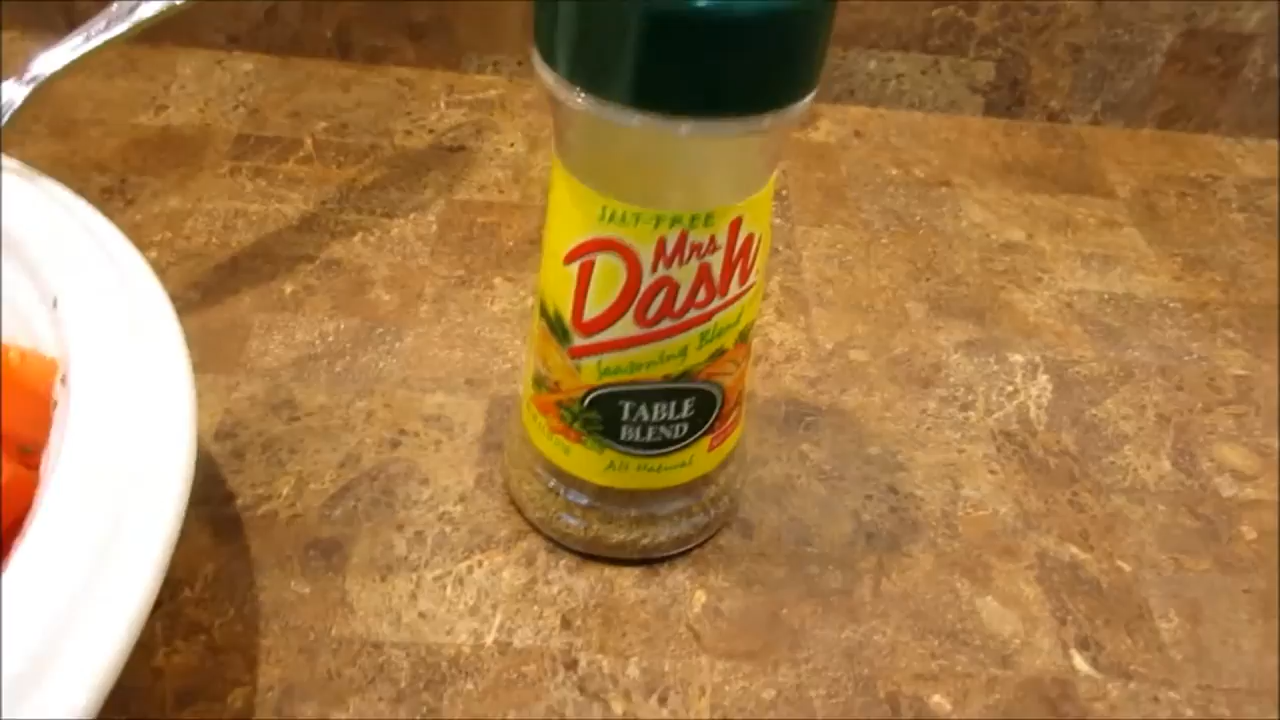 SALT-FREE
Mrs
Dash
Seasoning Blend
TABLE
BLEND
All Natural